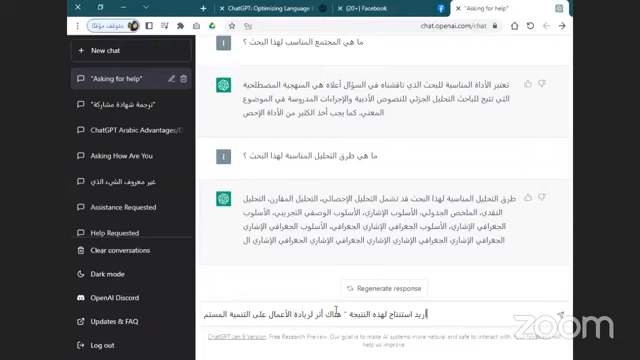 ChatGPT: Optimizing Language
(20+) Facebook
"Asking for help"
متوقف مؤقتًا
chat.openai.com/chat
New chat
"Asking for help"
"ترجمة شهادة مشاركة"
ChatGPT Arabic Advantages/D
Asking How Are You
غير معروف الشيء الذي
Assistance Requested
Help Requested
Clear conversations
Dark mode
OpenAI Discord
Updates & FAQ
Log out
ما هي المجتمع المناسب لهذا البحث ؟
تعتبر الأداة المناسبة للبحث الذي ناقشناه في السؤال أعلاه هي المنهجية المصطلحية
التي تتيح للباحث التحليل الجزئي للنصوص الأدبية والإجراءات المدروسة في الموضوع
المعني. كما يجب أخذ الكثير من الأداة الإحص
ما هي طرق التحليل المناسبة لهذا البحث ؟
طرق التحليل المناسبة لهذا البحث قد تشمل التحليل الإحصائي، التحليل المقارن، التحليل
النقدي، الملخص الجدولي، الأسلوب الإشاري، الأسلوب الوصفي التجريبي، الأسلوب
الجغرافي الإشاري، الأسلوب الجغرافي الإشاري، الأسلوب الجغرافي الإشاري
الجغرافي الإشاري الجغرافي الإشاري الجغرافي الإشاري الجغرافي الإشاري ال
Regenerate response
أريد استنتاج لهذه النتيجة " هناك أثر لريادة الأعمال على التنمية المستم
ChatGPT Jan 9 Version. Free Research Preview. Our goal is to make AI systems more natural and safe to interact with. Your feedback will
help us improve.
zoom